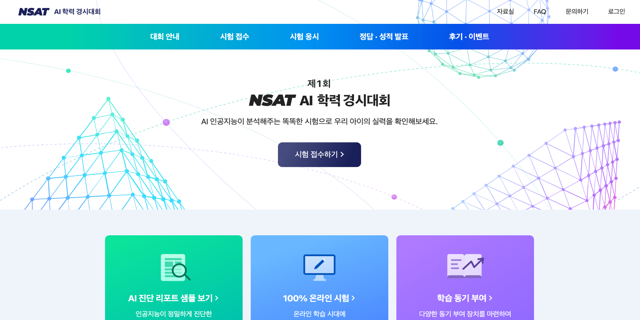 NSAT AI 학력 경시대회
자료실 FAQ 문의하기 로그인
대회 안내 시험 접수 시험 응시 정답 · 성적 발표 후기 · 이벤트
제1회
NSAT AI 학력 경시대회
AI 인공지능이 분석해주는 똑똑한 시험으로 우리 아이의 실력을 확인해보세요.
시험 접수하기 >
AI 진단 리포트 샘플 보기 >
인공지능이 정밀하게 진단한
100% 온라인 시험 >
온라인 학습 시대에
학습 동기 부여 >
다양한 동기 부여 장치를 마련하여